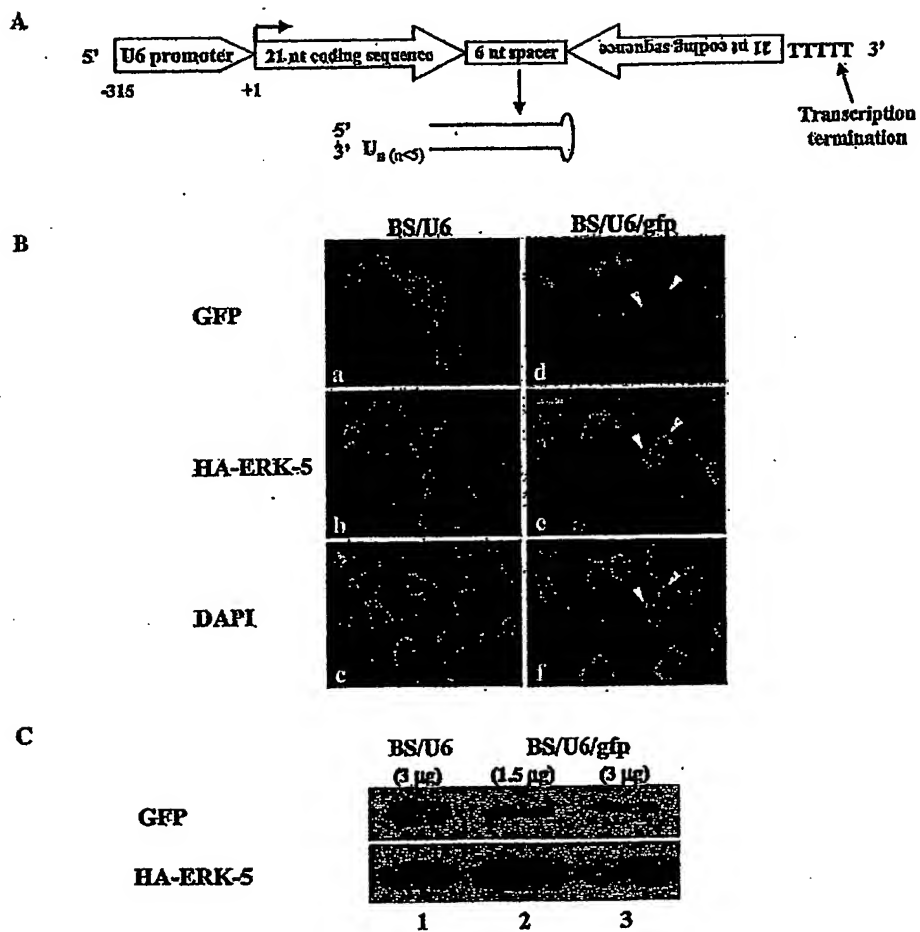 A
5' U6 promoter 21-nt coding sequence 6 nt spacer 21 nt coding-sequence TTTTT 3'
-315 +1
Transcription
termination
5'
3' Un (n<5)
B
BS/U6 BS/U6/gfp
GFP
a d
HA-ERK-5
b e
DAPI
c f
C
BS/U6 BS/U6/gfp
(3 µg) (1.5 µg) (3 µg)
GFP
HA-ERK-5
1 2 3